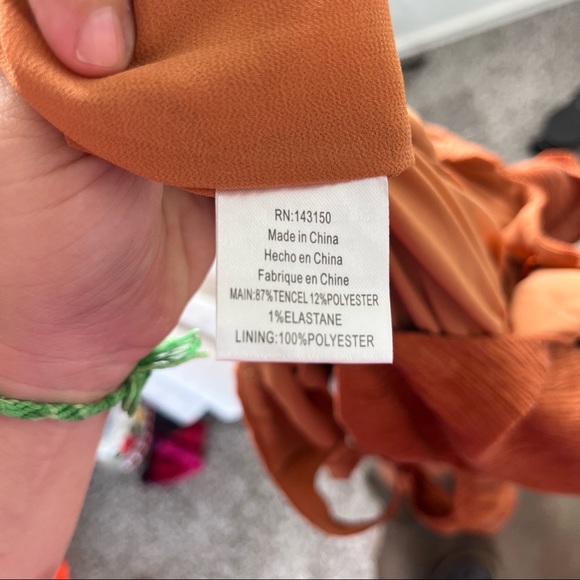 RN:143150
Made in China
Hecho en China
Fabrique en Chine
MAIN:87%TENCEL 12%POLYESTER
1%ELASTANE
LINING:100%POLYESTER